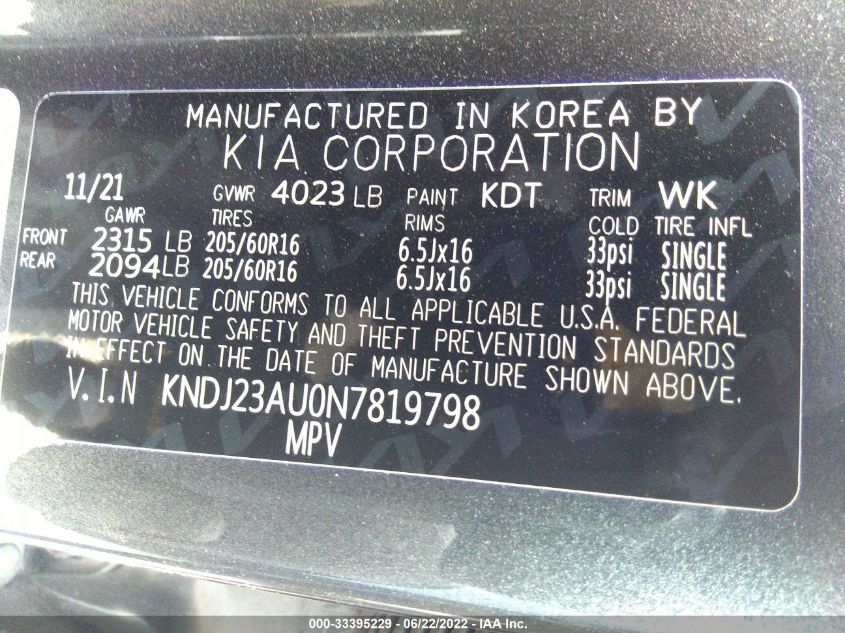 MANUFACTURED IN KOREA BY
KIA CORPORATION
11/21 GVWR 4023 LB PAINT KDT TRIM WK
GAWR TIRES RIMS COLD TIRE INFL
FRONT 2315 LB 205/60R16 6.5Jx16 33psi SINGLE
REAR 2094 LB 205/60R16 6.5Jx16 33psi SINGLE
THIS VEHICLE CONFORMS TO ALL APPLICABLE U.S.A. FEDERAL
MOTOR VEHICLE SAFETY AND THEFT PREVENTION STANDARDS
IN EFFECT ON THE DATE OF MANUFACTURE SHOWN ABOVE.
V.I.N KNDJ23AU0N7819798
MPV
000-33395229 - 06/22/2022 - IAA Inc.